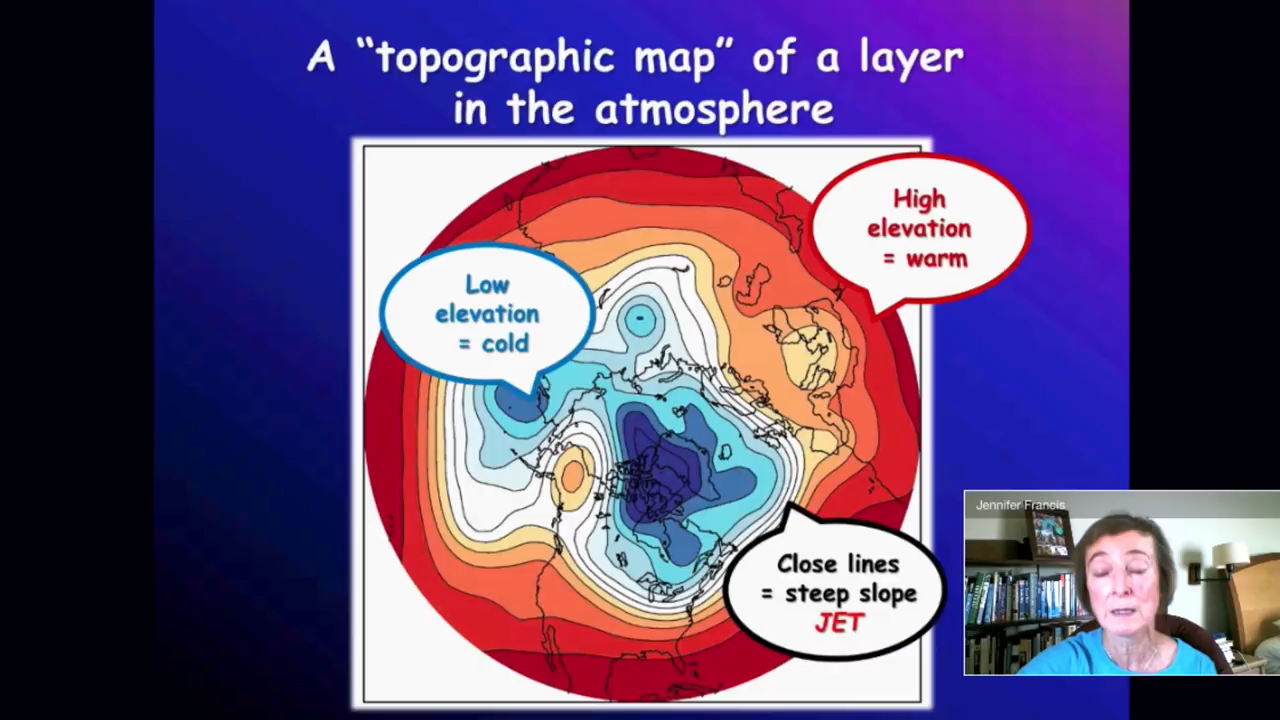 A “topographic map” of a layer
in the atmosphere
High
elevation
= warm
Low
elevation
= cold
Close lines
= steep slope
JET
Jennifer Francis